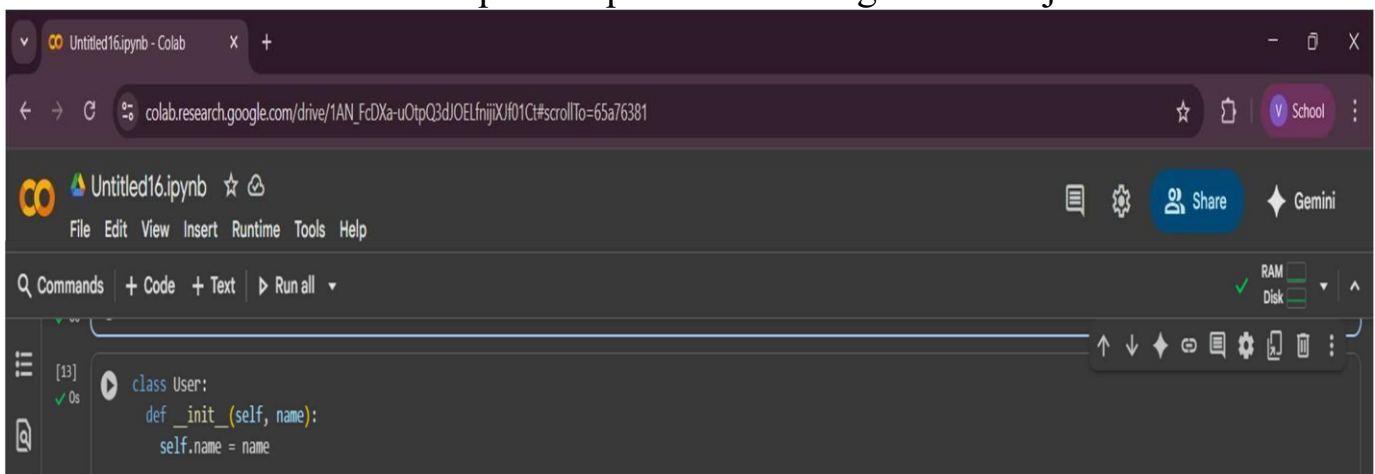 Untitled16.ipynb - Colab
colab.research.google.com/drive/1AN_FcDXa-uOtpQ3dJOELfnijiXJf01Ct#scrollTo=65a76381
V School
Untitled16.ipynb
Share Gemini
File Edit View Insert Runtime Tools Help
Commands + Code + Text Run all
RAM
Disk
[13]
0s
class User:
def __init__(self, name):
self.name = name